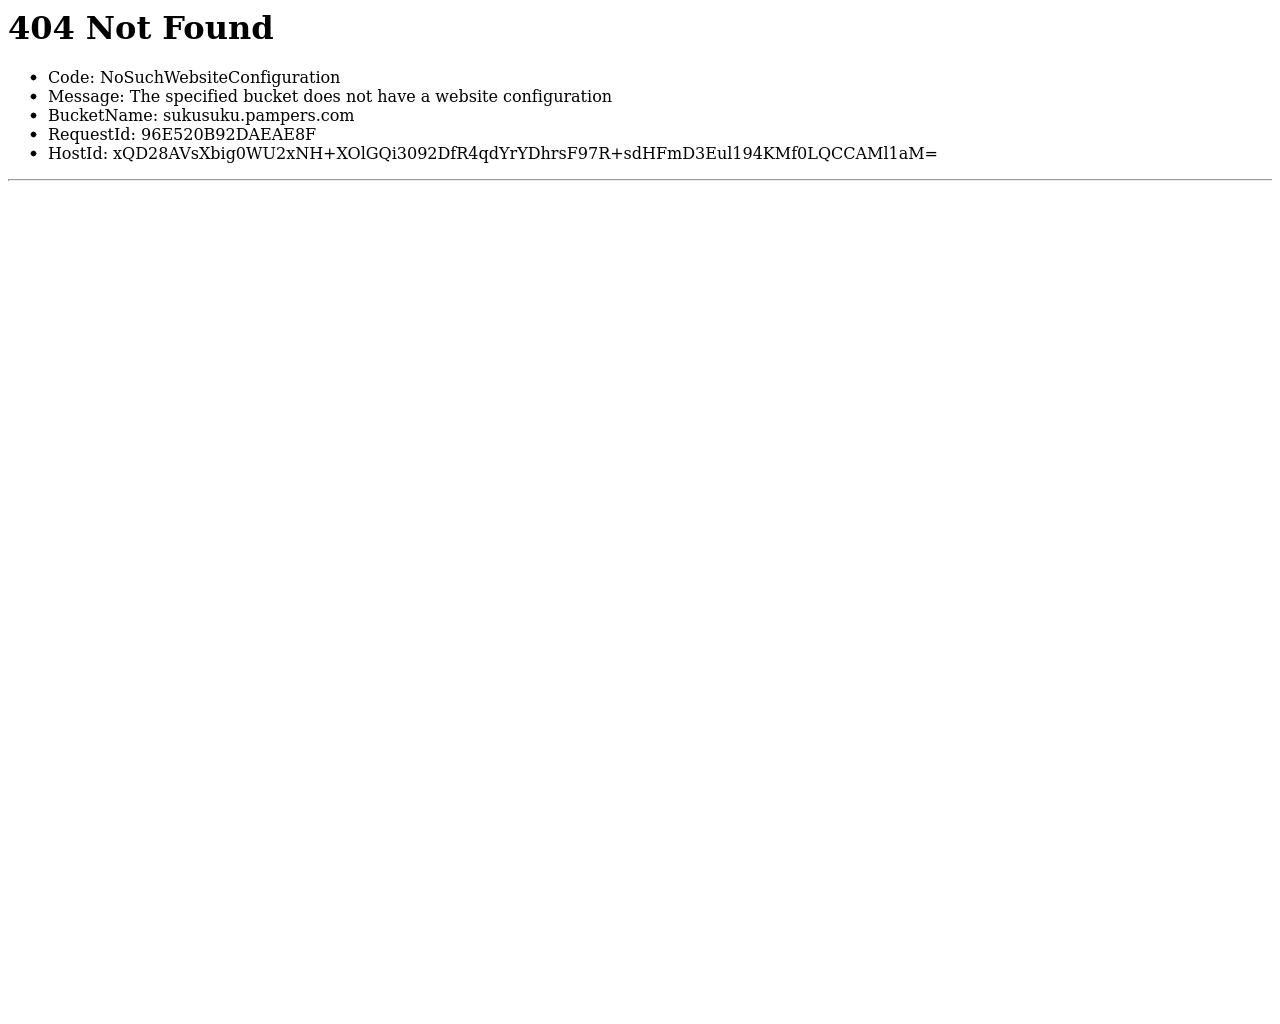 404 Not Found
Code: NoSuchWebsiteConfiguration
Message: The specified bucket does not have a website configuration
BucketName: sukusuku.pampers.com
RequestId: 96E520B92DAEAE8F
HostId: xQD28AVsXbig0WU2xNH+XOlGQi3092DfR4qdYrYDhrsF97R+sdHFmD3Eul194KMf0LQCCAMl1aM=